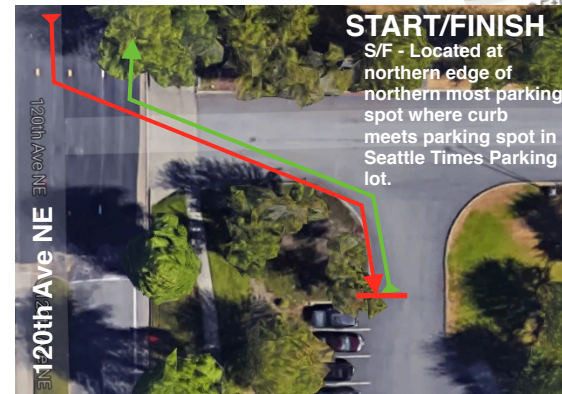 START/FINISH
S/F - Located at
northern edge of
northern most parking
spot where curb
meets parking spot in
Seattle Times Parking
lot.
120th Ave NE
120th Ave NE